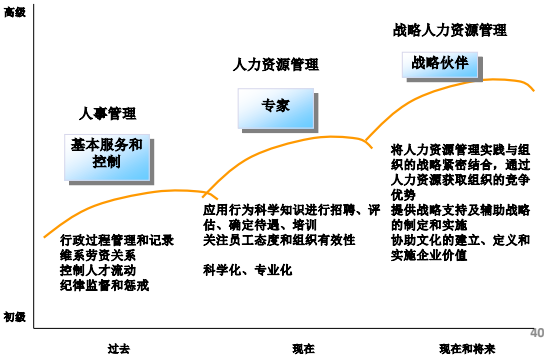 高级
战略人力资源管理
战略伙伴
人力资源管理
专家
人事管理
基本服务和
控制
将人力资源管理实践与组
织的战略紧密结合，通过
人力资源获取组织的竞争
优势
提供战略支持及辅助战略
的制定和实施
协助文化的建立、定义和
实施企业价值
应用行为科学知识进行招聘、评
估、确定待遇、培训
关注员工态度和组织有效性
科学化、专业化
行政过程管理和记录
维系劳资关系
控制人才流动
纪律监督和惩戒
初级
40
过去
现在
现在和将来